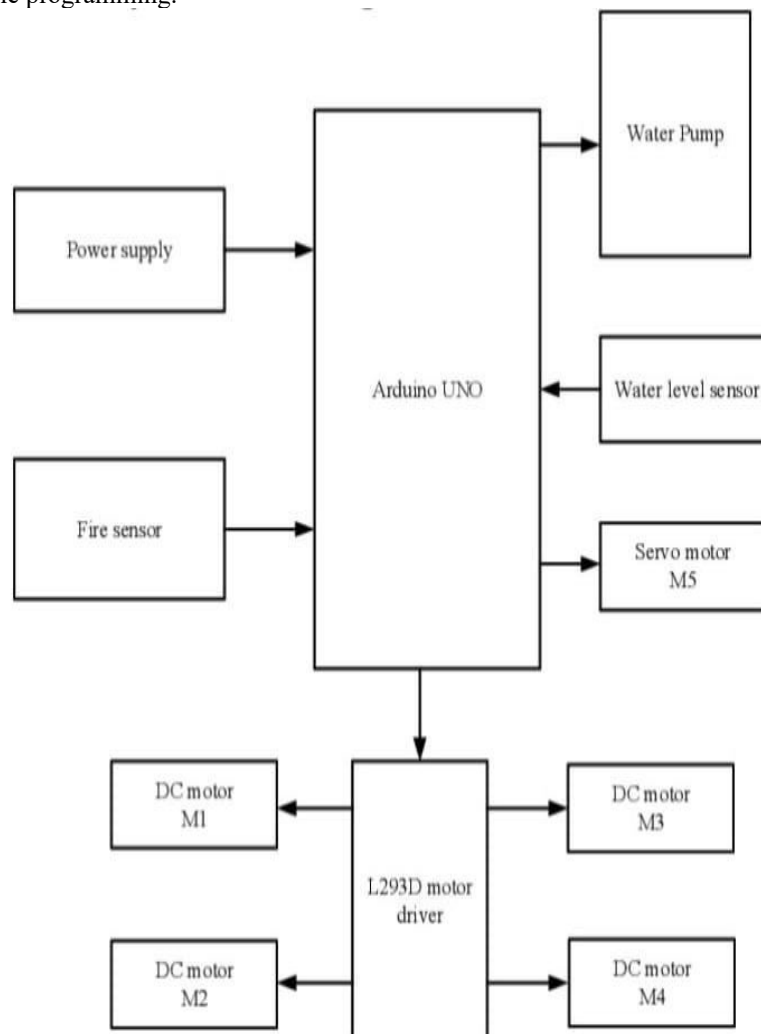 programming.
Water Pump
Power supply
Arduino UNO
Water level sensor
Fire sensor
Servo motor
M5
DC motor
M1
DC motor
M3
L293D motor
driver
DC motor
M2
DC motor
M4